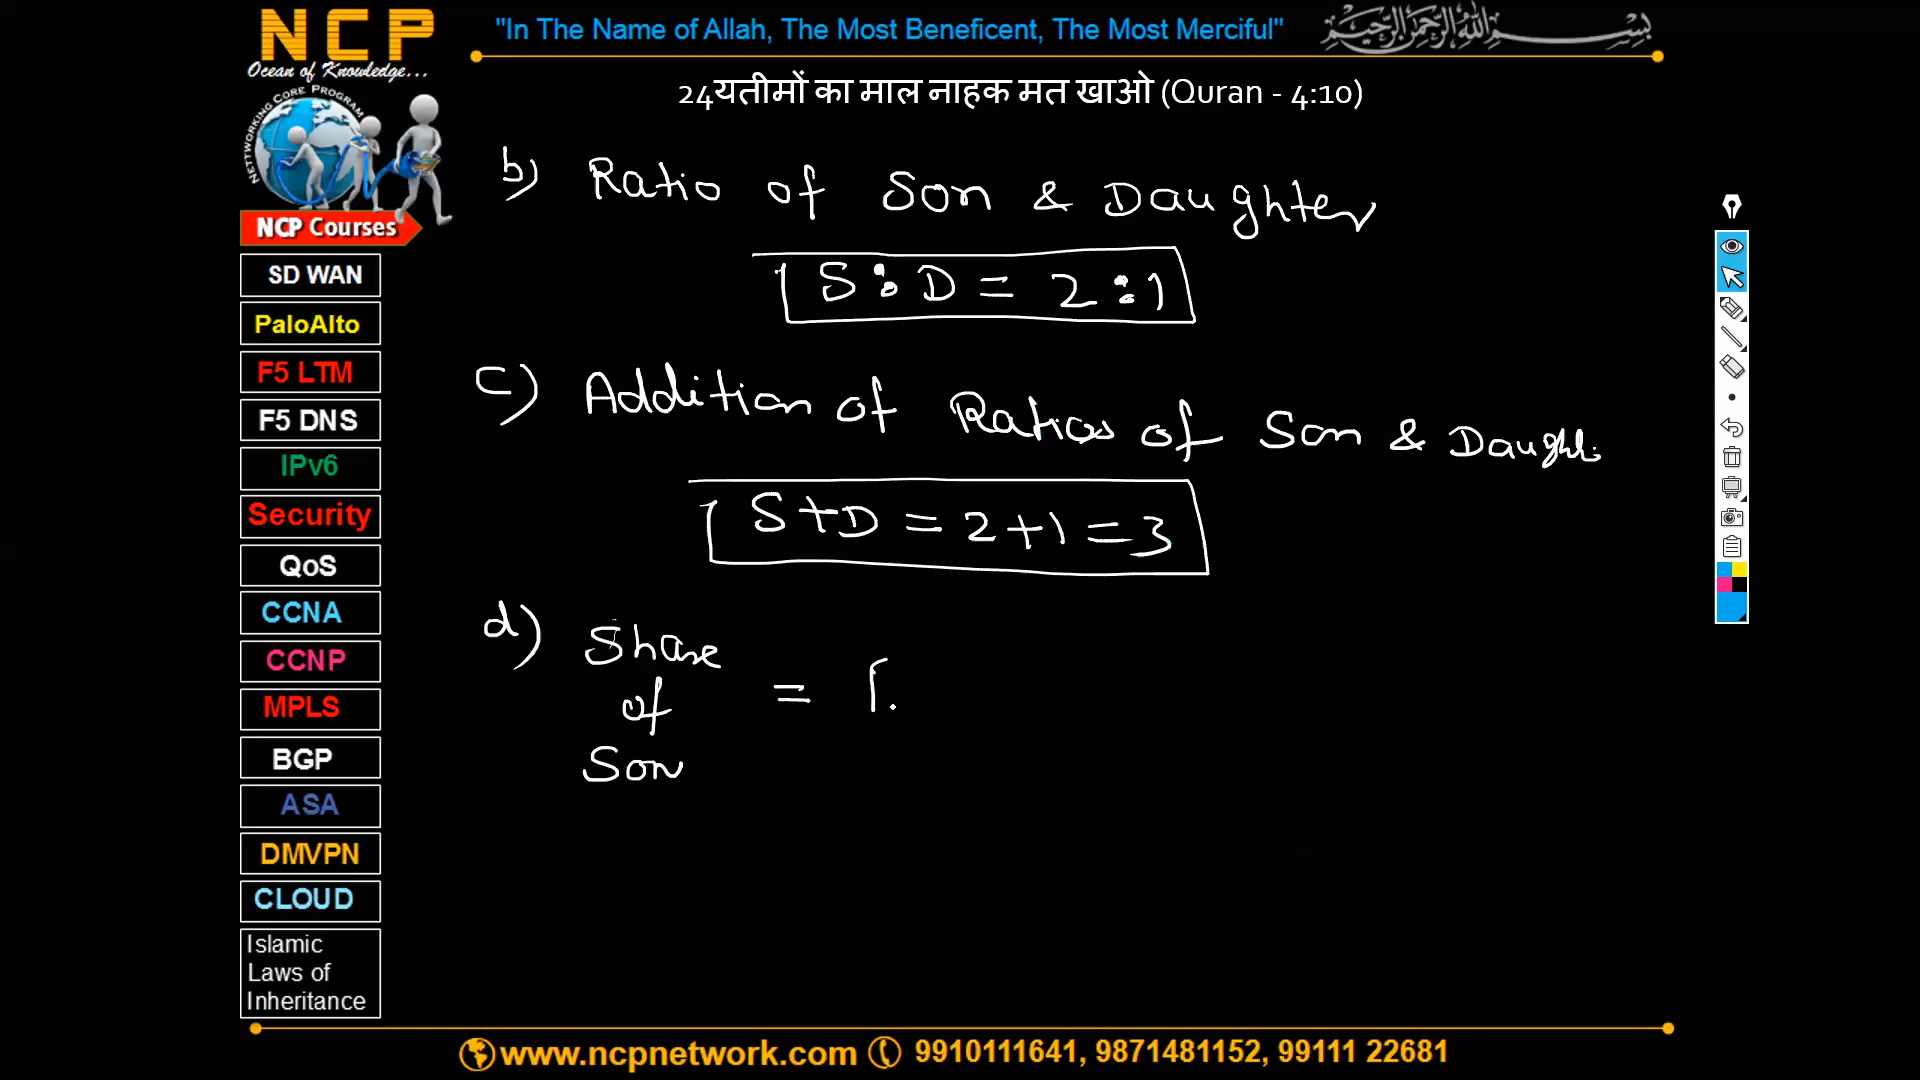 NCP
Ocean of Knowledge...
NETTWORKING CORE PROGRAM
NCP Courses
SD WAN
PaloAlto
F5 LTM
F5 DNS
IPv6
Security
QoS
CCNA
CCNP
MPLS
BGP
ASA
DMVPN
CLOUD
Islamic
Laws of
Inheritance
"In The Name of Allah, The Most Beneficent, The Most Merciful"
بسم الله الرحمن الرحيم
24यतीमों का माल नाहक मत खाओ (Quran - 4:10)
b) Ratio of Son & Daughter
S:D = 2:1
c) Addition of Ratios of Son & Daught.
S+D = 2+1=3
d) Share
of = [.
Son
www.ncpnetwork.com 9910111641, 9871481152, 99111 22681